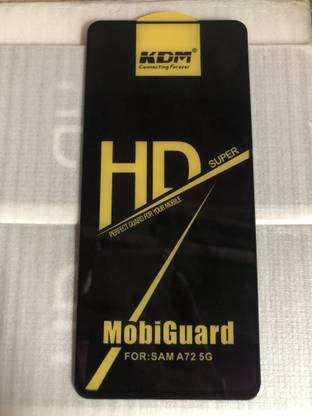 KDM®
Connecting Forever
HD
SUPER
PERFECT GUARD FOR YOUR MOBILE
MobiGuard
FOR:SAM A72 5G